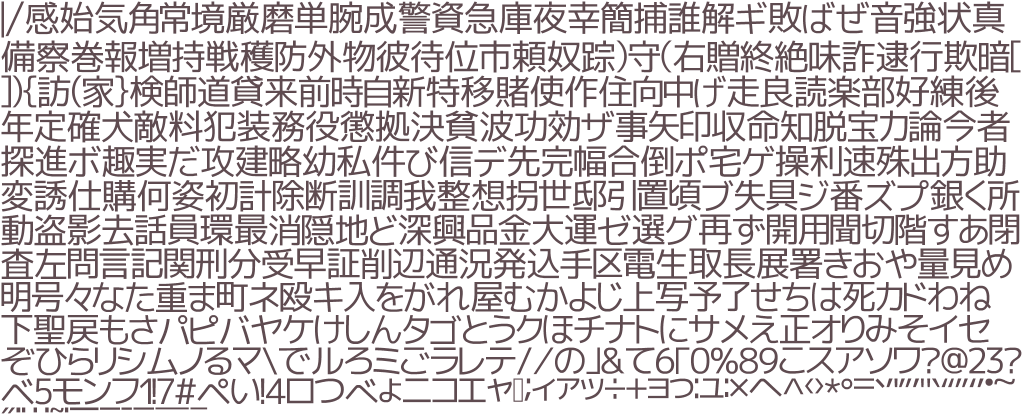 |/感始気角常境厳磨単腕成警資急庫夜幸簡捕誰解ギ敗ばぜ音強状真
備察巻報増持戦穫防外物彼待位市頼奴踪)守(右贈終絶味詐逮行欺暗[
]){訪(家}検師道貸来前時自新特移賭使作住向中げ走良読楽部好練後
年定確犬敵料犯装務役懲拠決貧波功効ザ事矢印収命知脱宝力論今者
探進ボ趣実だ攻建略幼私件び信デ先完幅合倒ポ宅ゲ操利速殊出方助
変誘仕購何姿初計除断訓調我整想拐世邸引置頃ブ失具ジ番ズプ銀く所
動盗影去話員環最消隠地ど深興品金大運ゼ選グ再ず開用聞切階すあ閉
査左問言記関刑分受早証削辺通況発込手区電生取長展署きおや量見め
明号々なた重ま町ネ殴キ入をがれ屋むかよじ上写予了せちは死カドわね
下聖戻もさパピバヤケけしんタゴとうクほチナトにサメえ正オりみそイセ
ぞひらリシムノるマ\でルろミごラレテ//の」&て6「0%89こスアソワ?@23?
べ5モンフ1!7#ぺい!4口つベょニコエャ